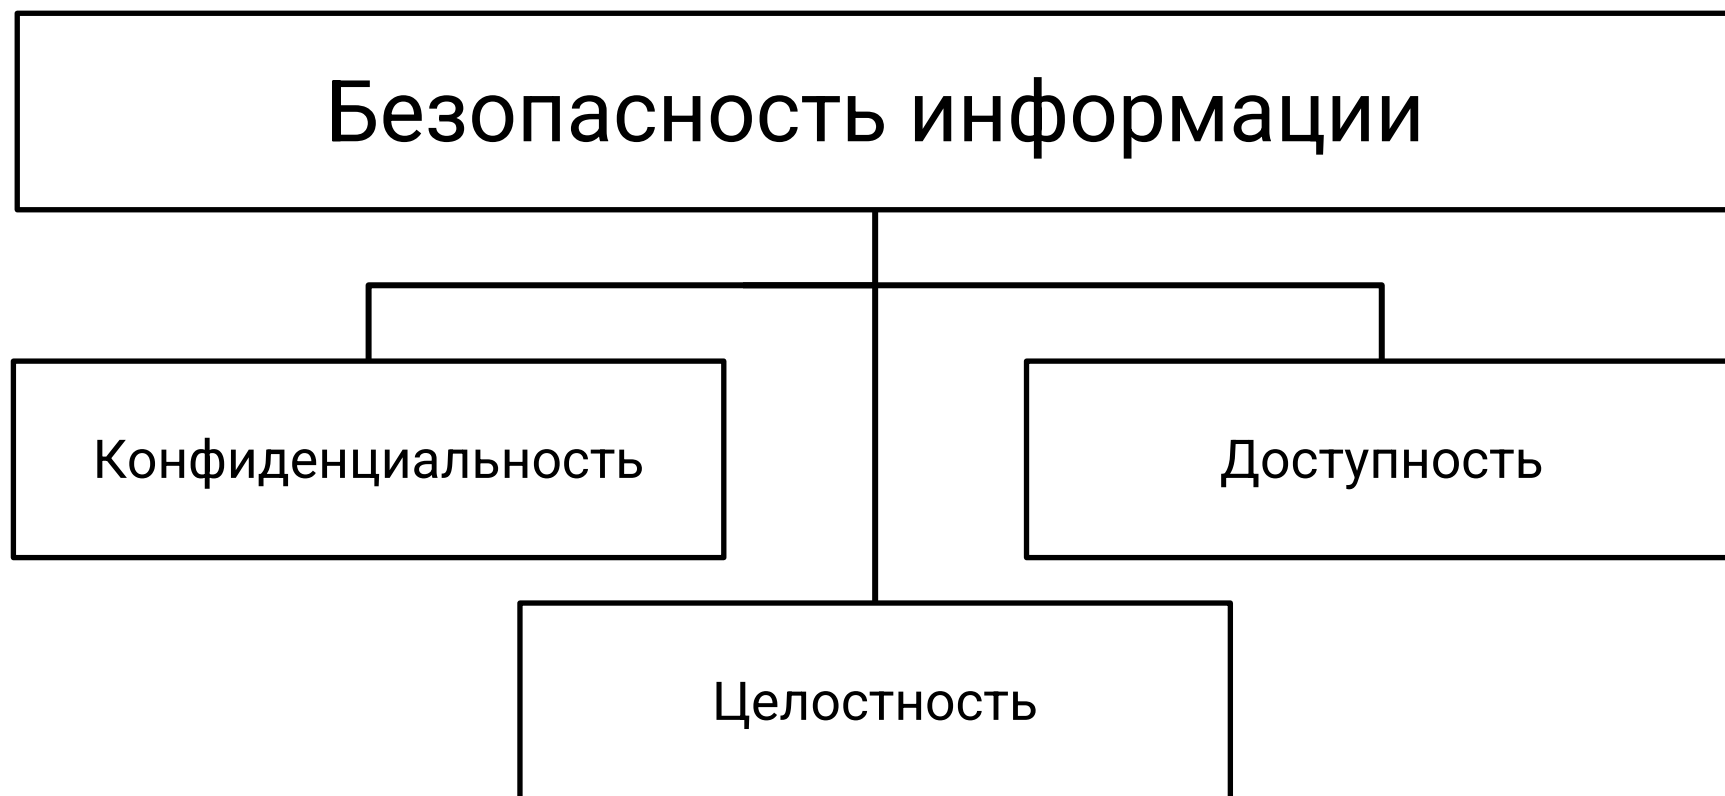 Безопасность информации
Конфиденциальность
Доступность
Целостность